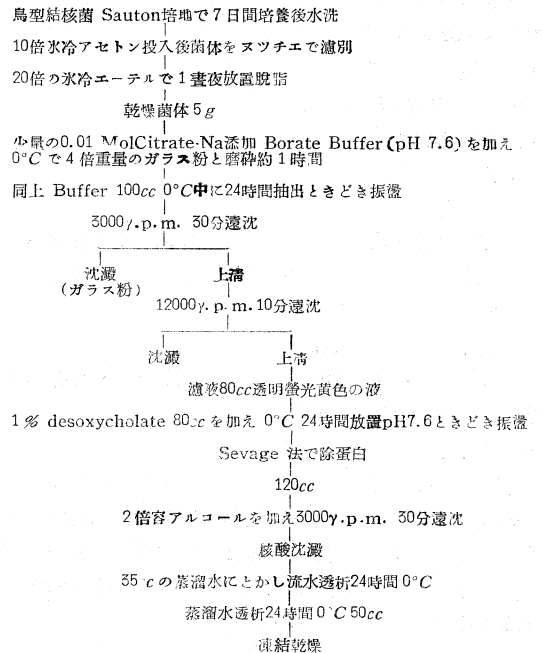 鳥型結核菌 Sauton培地で7日間培養後水洗
10倍氷冷アセトン投入後菌体をヌツチエで濾別
20倍の氷冷エーテルで1晝夜放置脱脂
乾燥菌体5g
少量の0.01 MolCitrate-Na添加 Borate Buffer (pH 7.6) を加え
0°Cで4倍重量のガラス粉と磨砕約1時間
同上 Buffer 100cc 0°C中に24時間抽出ときどき振盪
3000γ.p.m. 30分遠沈
沈澱 上清
(ガラス粉)
12000γ.p.m.10分遠沈
沈澱 上清
濾液80cc透明螢光黄色の液
1% desoxycholate 80cc を加え 0°C 24時間放置pH7.6ときどき振盪
Sevage 法で除蛋白
120cc
2倍容アルコールを加え3000γ.p.m. 30分遠沈
核酸沈澱
35ccの蒸溜水にとかし流水透析24時間0°C
蒸溜水透析24時間0°C 50cc
凍結乾燥